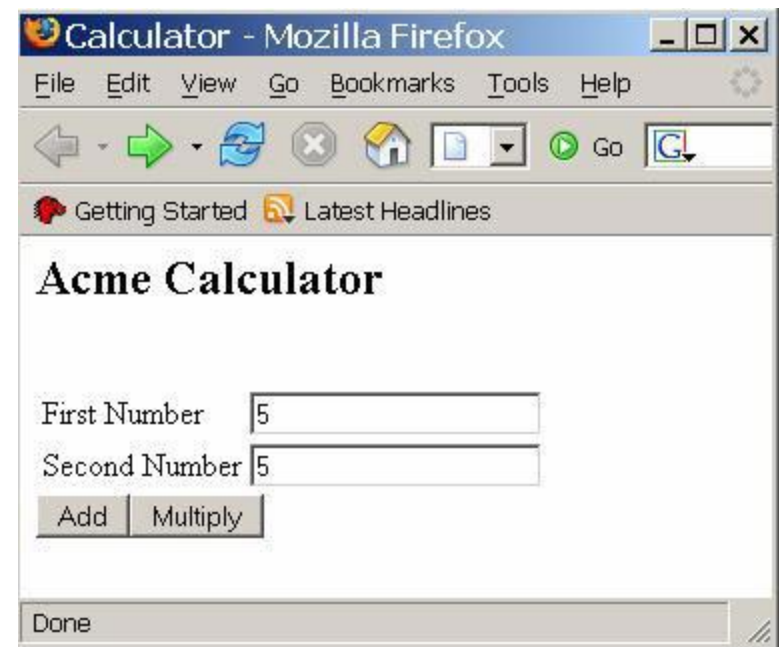 Calculator - Mozilla Firefox
File Edit View Go Bookmarks Tools Help
Go G
Getting Started Latest Headlines
Acme Calculator
First Number 5
Second Number 5
Add Multiply
Done